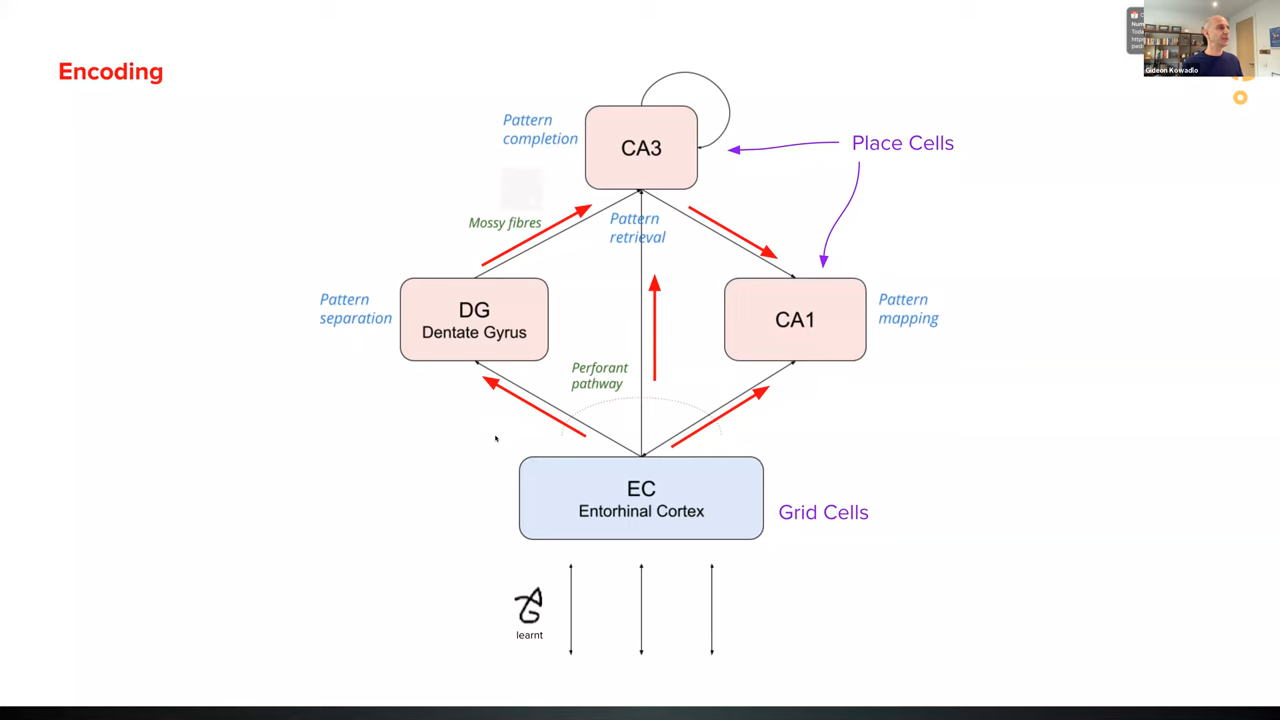 Encoding
Gideon Kowadlo
Pattern
completion
CA3
Place Cells
Mossy fibres
Pattern
retrieval
Pattern
separation
DG
Dentate Gyrus
CA1
Pattern
mapping
Perforant
pathway
EC
Entorhinal Cortex
Grid Cells
learnt